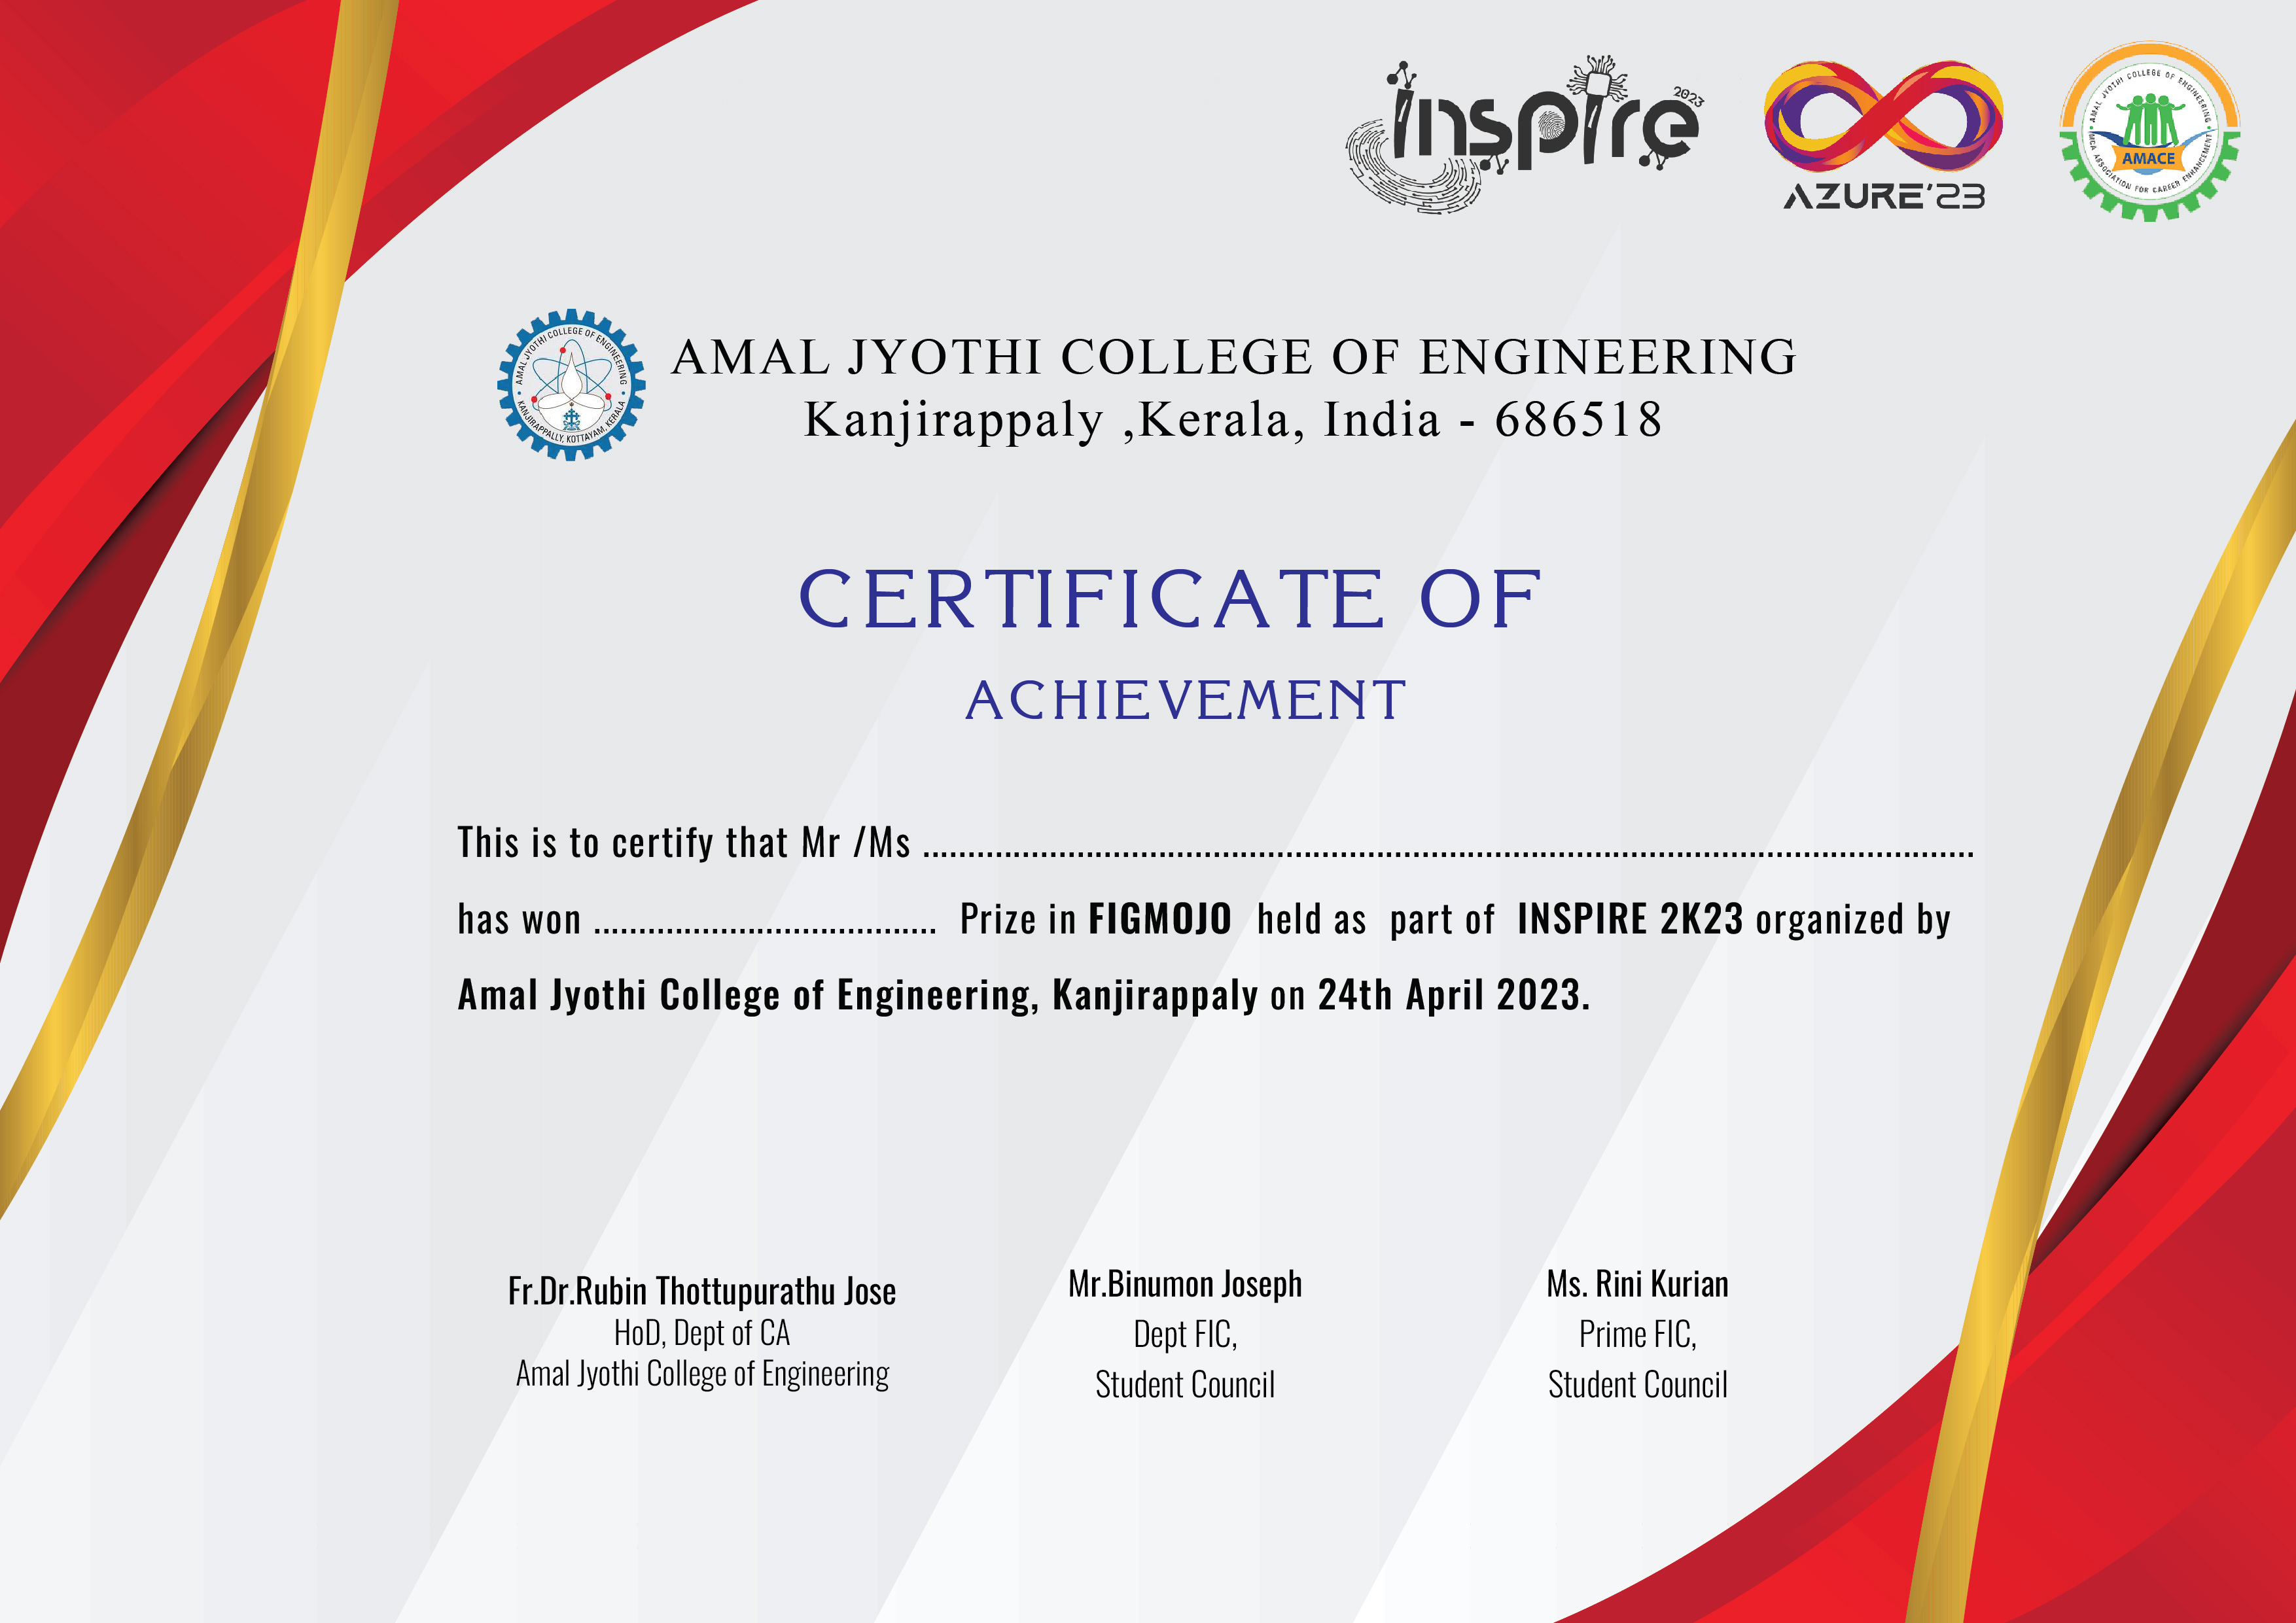 inspire 2023
AZURE'23
AMAL JYOTHI COLLEGE OF ENGINEERING
AMACE
MCA ASSOCIATION FOR CAREER ENHANCEMENT
AMAL JYOTHI COLLEGE OF ENGINEERING
KANJIRAPPALLY, KOTTAYAM, KERALA
AMAL JYOTHI COLLEGE OF ENGINEERING
Kanjirappaly ,Kerala, India - 686518
CERTIFICATE OF
ACHIEVEMENT
This is to certify that Mr /Ms ....................................................................................................................
has won ...................................... Prize in FIGMOJO held as part of INSPIRE 2K23 organized by
Amal Jyothi College of Engineering, Kanjirappaly on 24th April 2023.
Fr.Dr.Rubin Thottupurathu Jose
HoD, Dept of CA
Amal Jyothi College of Engineering
Mr.Binumon Joseph
Dept FIC,
Student Council
Ms. Rini Kurian
Prime FIC,
Student Council